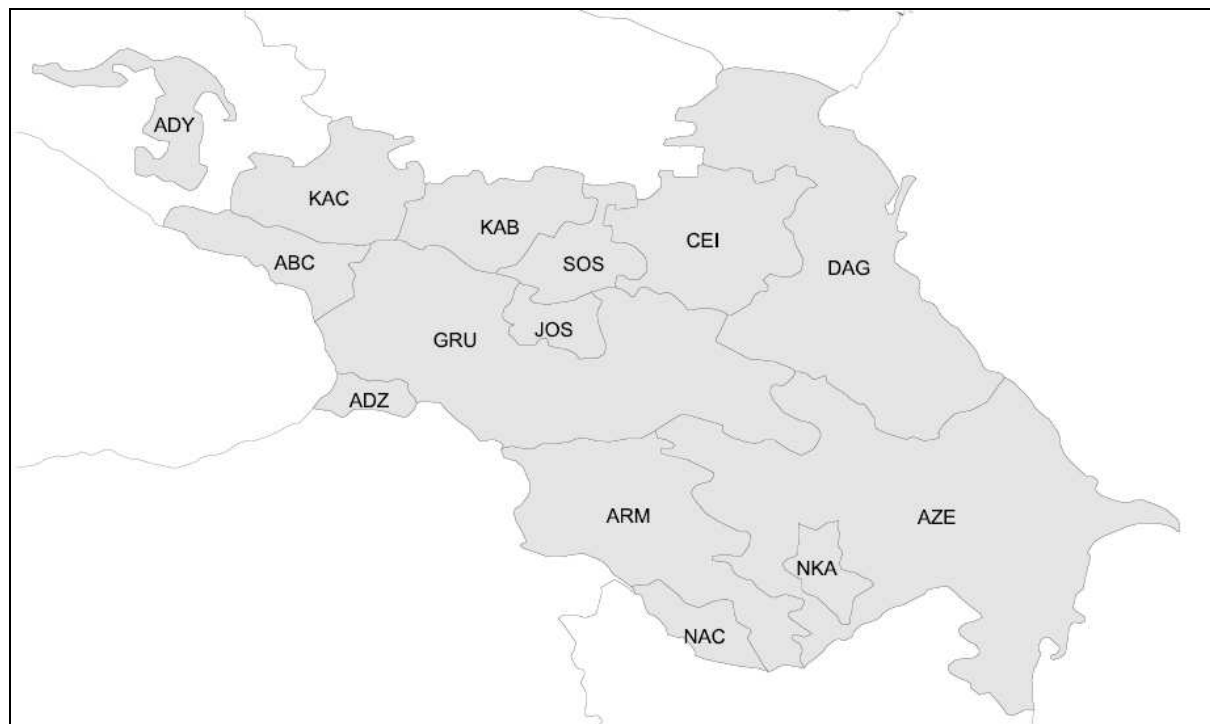 ADY
KAC
KAB
CEI
ABC
SOS
DAG
GRU
JOS
ADZ
ARM
AZE
NKA
NAC